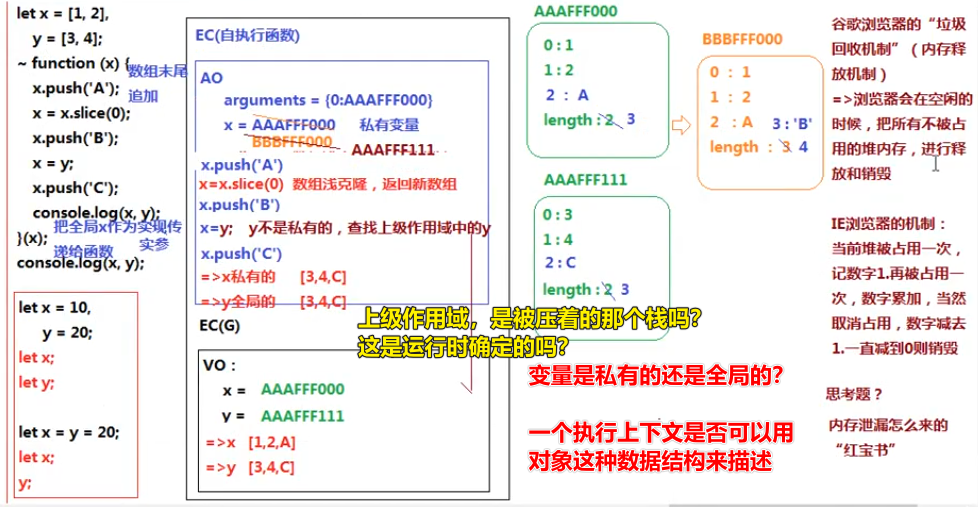 let x = [1, 2],
y = [3, 4];
~ function (x) {
x.push('A');
x = x.slice(0);
x.push('B');
x = y;
x.push('C');
console.log(x, y);
}(x);
console.log(x, y);
数组末尾
追加
把全局x作为实现传
递给函数
实参
let x = 10,
y = 20;
let x;
let y;
let x = y = 20;
let x;
y;
EC(自执行函数)
AO
arguments = {0:AAAFFF000}
x = AAAFFF000 私有变量
BBBFFF000
AAAFFF111
x.push('A')
x=x.slice(0) 数组浅克隆，返回新数组
x.push('B')
x=y; y不是私有的，查找上级作用域中的y
x.push('C')
=>x私有的 [3,4,C]
=>y全局的 [3,4,C]
EC(G)
VO：
x = AAAFFF000
y = AAAFFF111
=>x [1,2,A]
=>y [3,4,C]
AAAFFF000
0 : 1
1 : 2
2 : A
length : 2 3
BBBFFF000
0 : 1
1 : 2
2 : A 3 : 'B'
length : 3 4
AAAFFF111
0 : 3
1 : 4
2 : C
length : 2 3
上级作用域，是被压着的那个栈吗？
这是运行时确定的吗？
变量是私有的还是全局的？
一个执行上下文是否可以用
对象这种数据结构来描述
谷歌浏览器的“垃圾
回收机制”（内存释
放机制）
=>浏览器会在空闲的
时候，把所有不被占
用的堆内存，进行释
放和销毁
IE浏览器的机制：
当前堆被占用一次，
记数字1.再被占用一
次，数字累加，当然
取消占用，数字减去
1.一直减到0则销毁
思考题？
内存泄漏怎么来的
“红宝书”